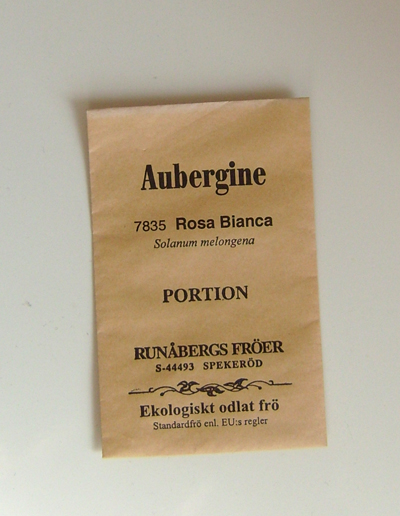 Aubergine
7835 Rosa Bianca
Solanum melongena
PORTION
RUNÅBERGS FRÖER
S-44493 SPEKERÖD
Ekologiskt odlat frö
Standardfrö enl. EU:s regler